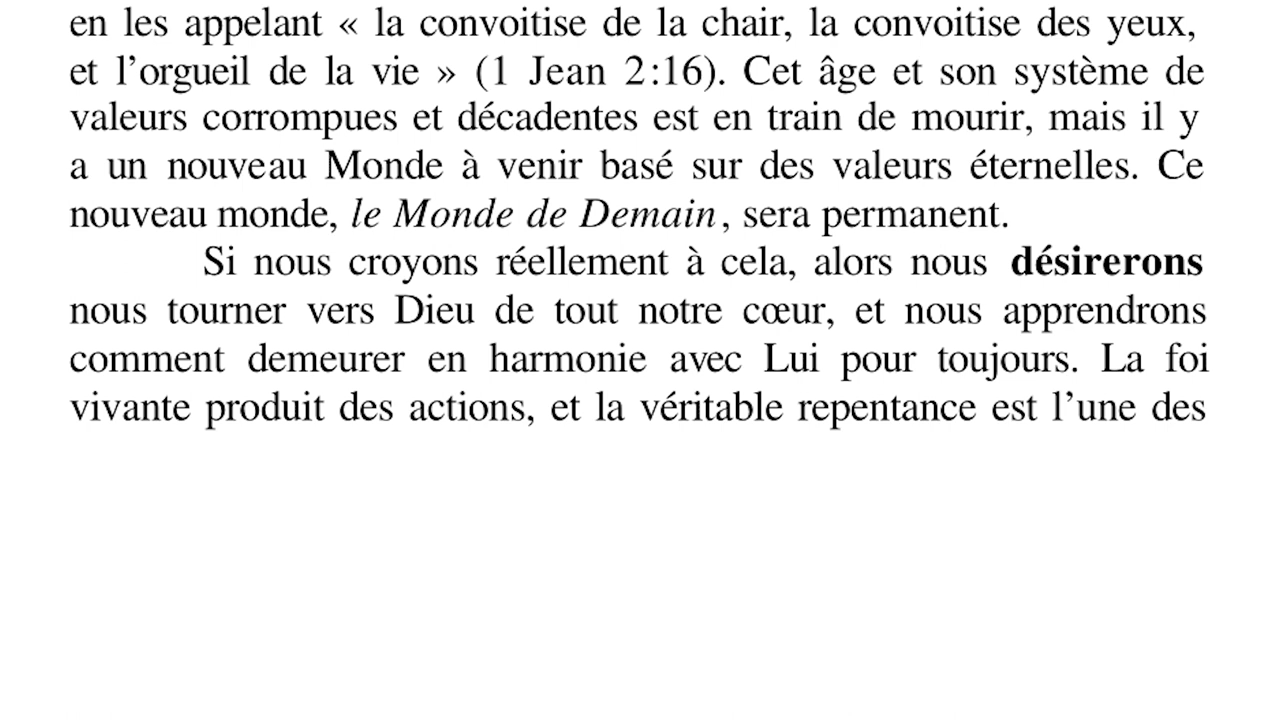 en les appelant « la convoitise de la chair, la convoitise des yeux,
et l’orgueil de la vie » (1 Jean 2:16). Cet âge et son système de
valeurs corrompues et décadentes est en train de mourir, mais il y
a un nouveau Monde à venir basé sur des valeurs éternelles. Ce
nouveau monde, le Monde de Demain, sera permanent.
Si nous croyons réellement à cela, alors nous désirerons
nous tourner vers Dieu de tout notre cœur, et nous apprendrons
comment demeurer en harmonie avec Lui pour toujours. La foi
vivante produit des actions, et la véritable repentance est l’une des